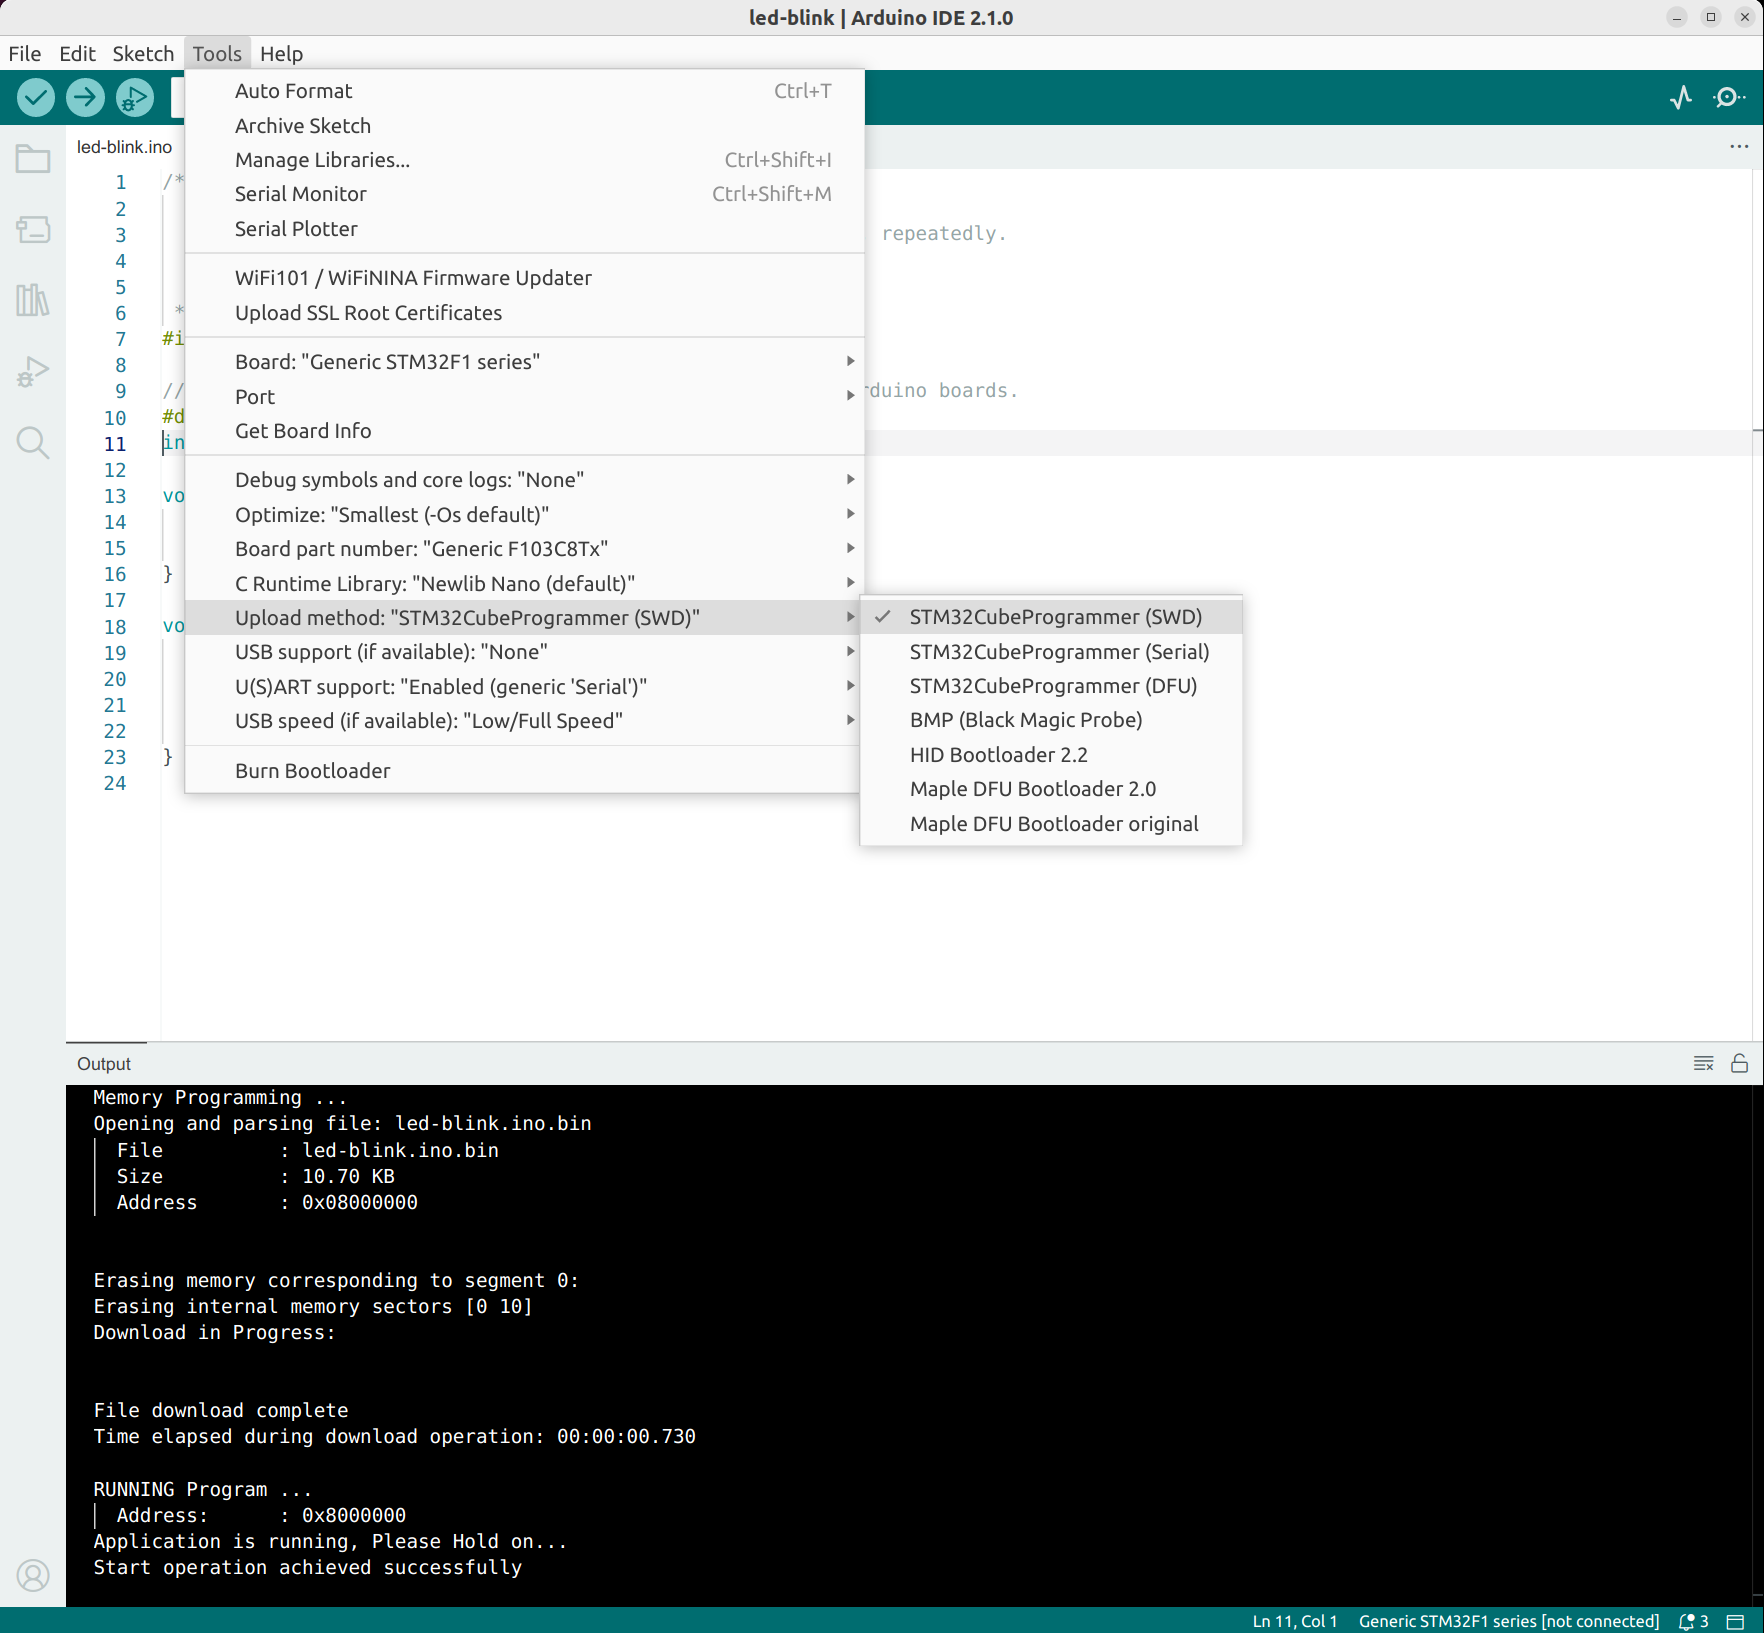 led-blink | Arduino IDE 2.1.0
File Edit Sketch Tools Help
Auto Format Ctrl+T
Archive Sketch
Manage Libraries... Ctrl+Shift+I
Serial Monitor Ctrl+Shift+M
Serial Plotter
WiFi101 / WiFiNINA Firmware Updater
Upload SSL Root Certificates
Board: "Generic STM32F1 series"
Port
Get Board Info
Debug symbols and core logs: "None"
Optimize: "Smallest (-Os default)"
Board part number: "Generic F103C8Tx"
C Runtime Library: "Newlib Nano (default)"
Upload method: "STM32CubeProgrammer (SWD)"
USB support (if available): "None"
U(S)ART support: "Enabled (generic 'Serial')"
USB speed (if available): "Low/Full Speed"
Burn Bootloader
STM32CubeProgrammer (SWD)
STM32CubeProgrammer (Serial)
STM32CubeProgrammer (DFU)
BMP (Black Magic Probe)
HID Bootloader 2.2
Maple DFU Bootloader 2.0
Maple DFU Bootloader original
led-blink.ino
1 /*
2
3 repeatedly.
4
5
6 *
7 #i
8
9 // rduino boards.
10 #d
11 in
12
13 vo
14
15
16 }
17
18 vo
19
20
21
22
23 }
24
Output
Memory Programming ...
Opening and parsing file: led-blink.ino.bin
File : led-blink.ino.bin
Size : 10.70 KB
Address : 0x08000000
Erasing memory corresponding to segment 0:
Erasing internal memory sectors [0 10]
Download in Progress:
File download complete
Time elapsed during download operation: 00:00:00.730
RUNNING Program ...
Address: : 0x8000000
Application is running, Please Hold on...
Start operation achieved successfully
Ln 11, Col 1 Generic STM32F1 series [not connected] 3